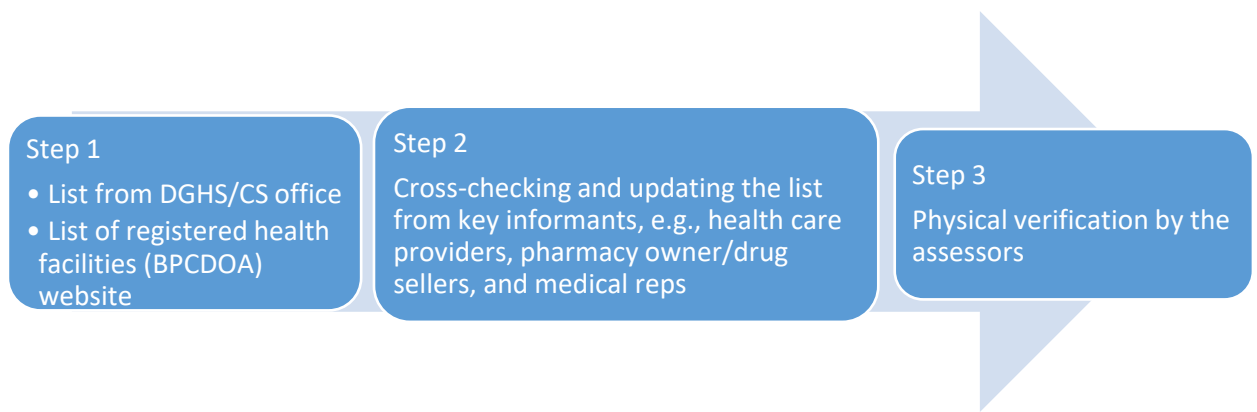 Step 1
• List from DGHS/CS office
• List of registered health
facilities (BPCDOA)
website
Step 2
Cross-checking and updating the list
from key informants, e.g., health care
providers, pharmacy owner/drug
sellers, and medical reps
Step 3
Physical verification by the
assessors